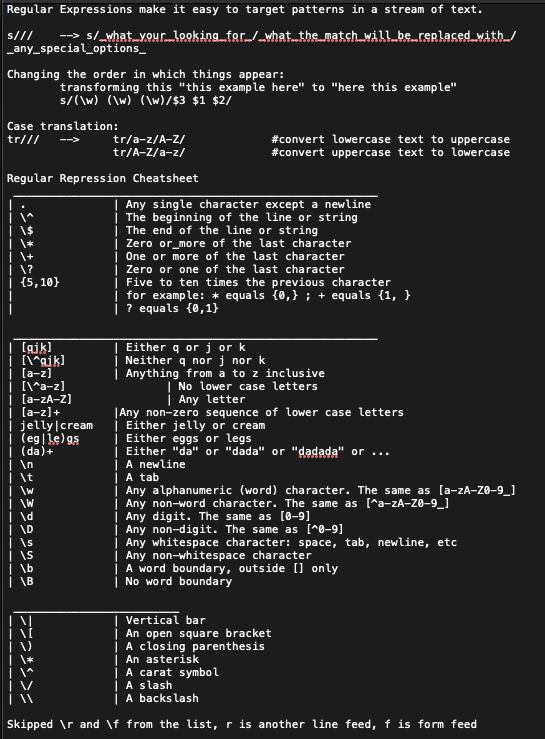 Regular Expressions make it easy to target patterns in a stream of text.
s/// --> s/_what_your_looking_for_/_what_the_match_will_be_replaced_with_/
_any_special_options_
Changing the order in which things appear:
transforming this "this example here" to "here this example"
s/(\w) (\w) (\w)/$3 $1 $2/
Case translation:
tr/// --> tr/a-z/A-Z/ #convert lowercase text to uppercase
tr/A-Z/a-z/ #convert uppercase text to lowercase
Regular Repression Cheatsheet
| . | Any single character except a newline
| \^ | The beginning of the line or string
| \$ | The end of the line or string
| \* | Zero or_more of the last character
| \+ | One or more of the last character
| \? | Zero or one of the last character
| {5,10} | Five to ten times the previous character
| | for example: * equals {0,} ; + equals {1, }
| | ? equals {0,1}
| [qjk] | Either q or j or k
| [\^qjk] | Neither q nor j nor k
| [a-z] | Anything from a to z inclusive
| [\^a-z] | No lower case letters
| [a-zA-Z] | Any letter
| [a-z]+ |Any non-zero sequence of lower case letters
| jelly|cream | Either jelly or cream
| (eg|le)gs | Either eggs or legs
| (da)+ | Either "da" or "dada" or "dadada" or ...
| \n | A newline
| \t | A tab
| \w | Any alphanumeric (word) character. The same as [a-zA-Z0-9_]
| \W | Any non-word character. The same as [^a-zA-Z0-9_]
| \d | Any digit. The same as [0-9]
| \D | Any non-digit. The same as [^0-9]
| \s | Any whitespace character: space, tab, newline, etc
| \S | Any non-whitespace character
| \b | A word boundary, outside [] only
| \B | No word boundary
| \| | Vertical bar
| \[ | An open square bracket
| \) | A closing parenthesis
| \* | An asterisk
| \^ | A carat symbol
| \/ | A slash
| \\ | A backslash
Skipped \r and \f from the list, r is another line feed, f is form feed